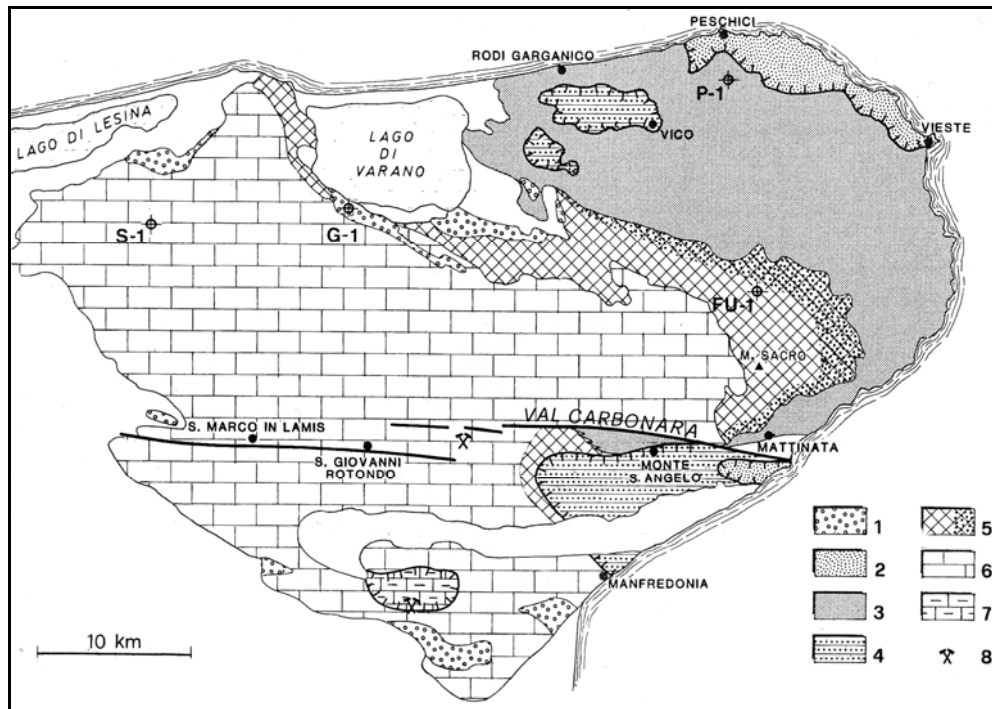 PESCHICI
RODI GARGANICO
P-1
LAGO DI LESINA
LAGO
DI
VARANO
VICO
VIESTE
S-1
G-1
FU-1
M. SACRO
VAL CARBONARA
S. MARCO IN LAMIS
S. GIOVANNI
ROTONDO
MATTINATA
MONTE
S. ANGELO
MANFREDONIA
10 km
1
2
3
4
5
6
7
8